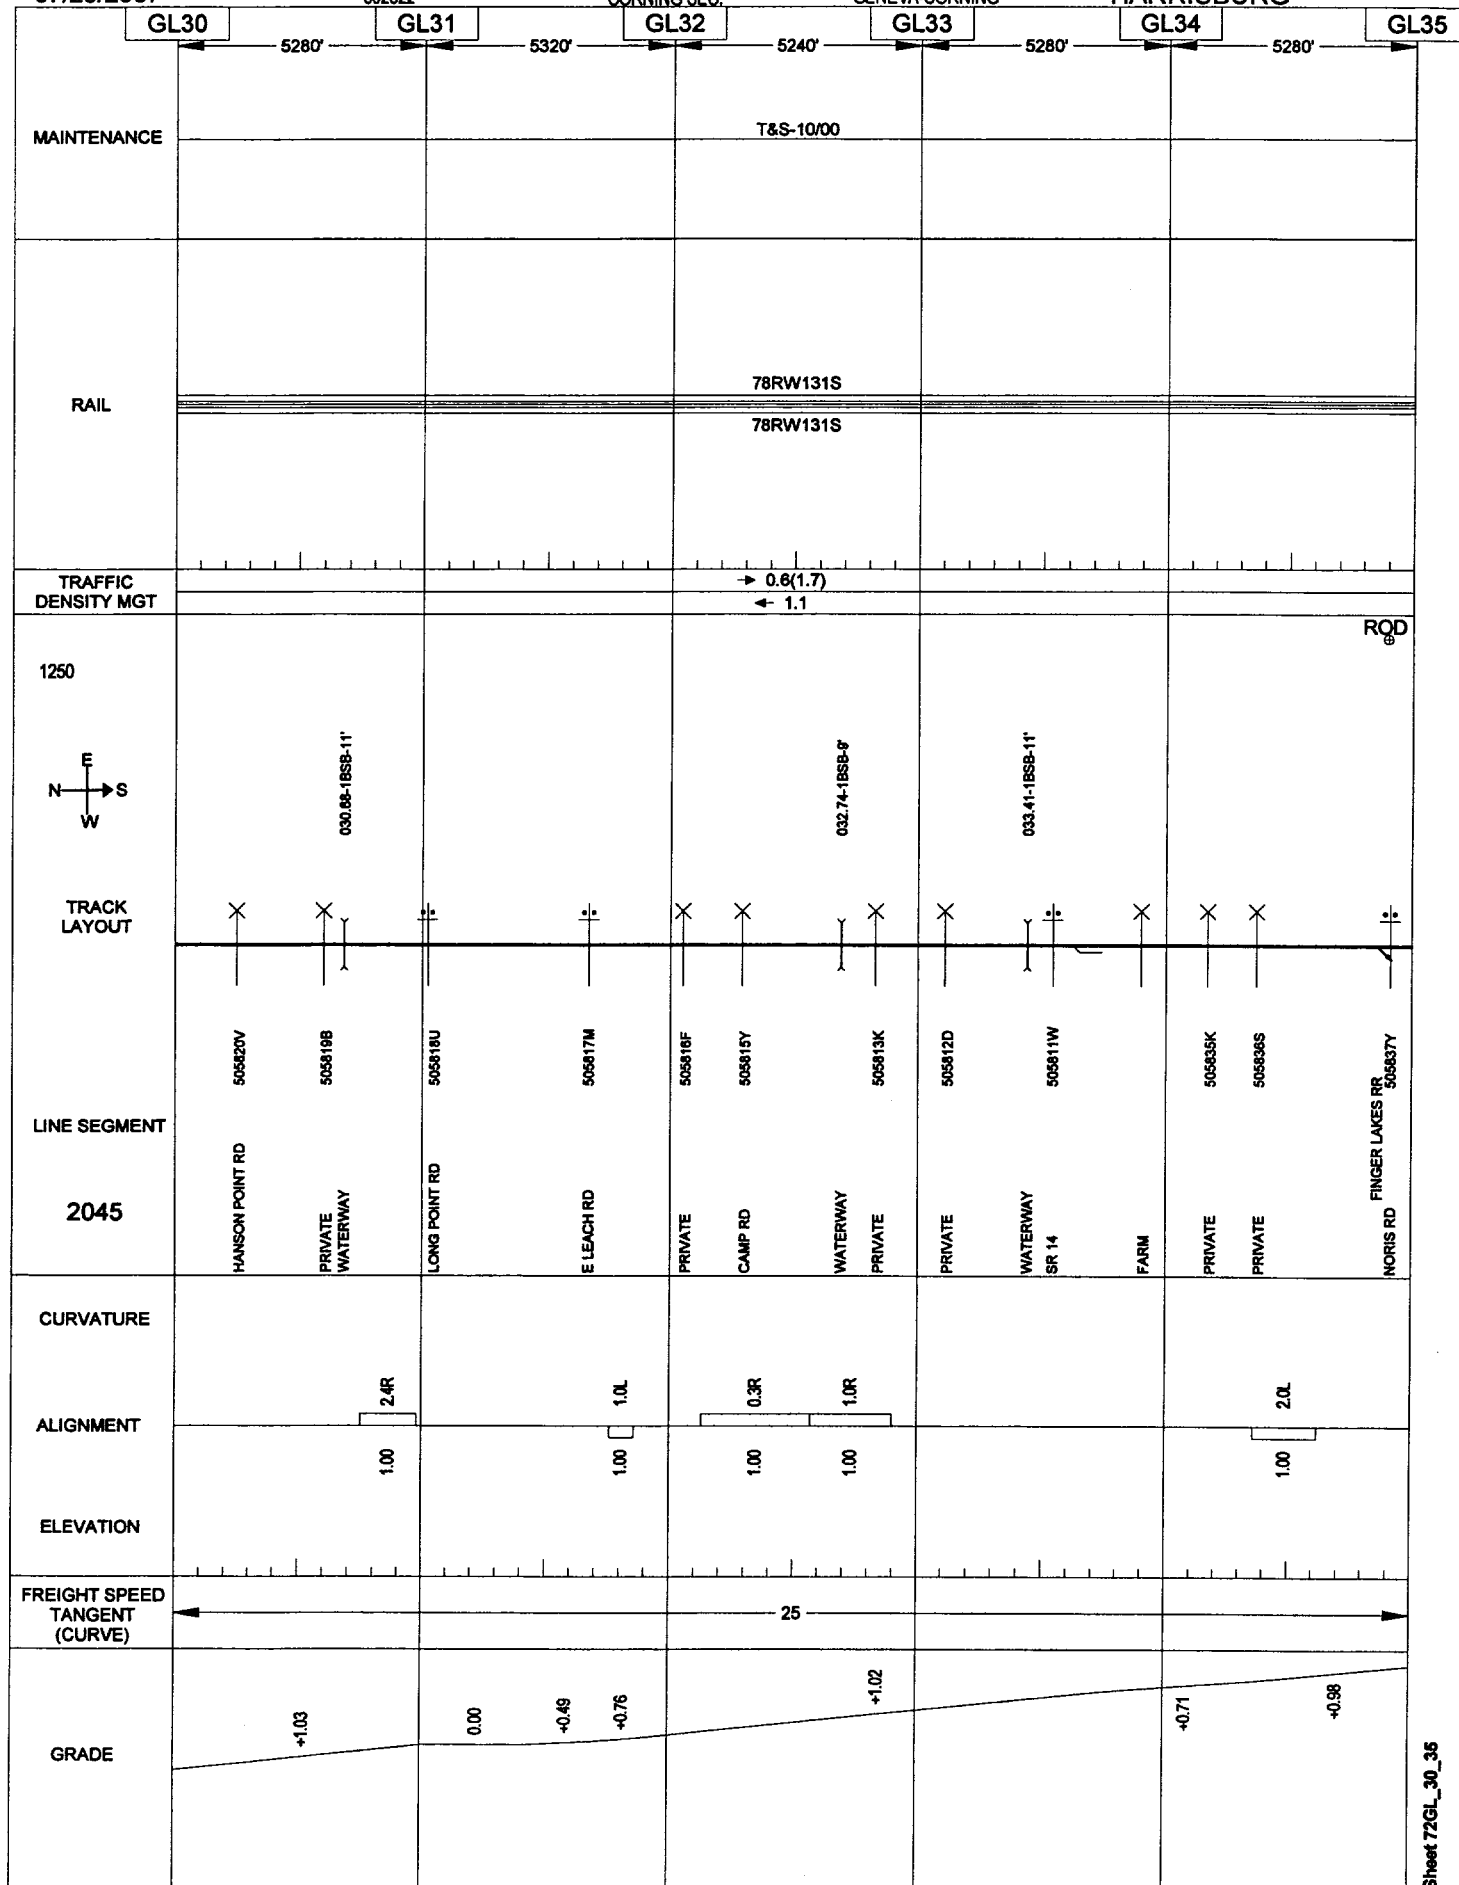 HARRISBURG
GL30 GL31 GL32 GL33 GL34 GL35
5280' 5320' 5240' 5280' 5280'
MAINTENANCE
T&S-10/00
RAIL
78RW131S
78RW131S
TRAFFIC
DENSITY MGT
→ 0.6(1.7)
← 1.1
ROD
1250
E
N S
W
030.68-1BSB-11'
032.74-1BSB-9'
033.41-1BSB-11'
TRACK
LAYOUT
505820V
505819B
505818U
505817M
505816F
505815Y
505813K
505812D
505811W
505835K
505836S
505837Y
LINE SEGMENT
2045
HANSON POINT RD
PRIVATE
WATERWAY
LONG POINT RD
E LEACH RD
PRIVATE
CAMP RD
WATERWAY
PRIVATE
PRIVATE
WATERWAY
SR 14
FARM
PRIVATE
PRIVATE
FINGER LAKES RR
NORIS RD
CURVATURE
2.4R 1.0L 0.3R 1.0R 2.0L
ALIGNMENT
1.00 1.00 1.00 1.00 1.00
ELEVATION
FREIGHT SPEED
TANGENT
(CURVE)
25
GRADE
+1.03
0.00
+0.49
+0.76
+1.02
+0.71
+0.98
Sheet 72GL_30_35